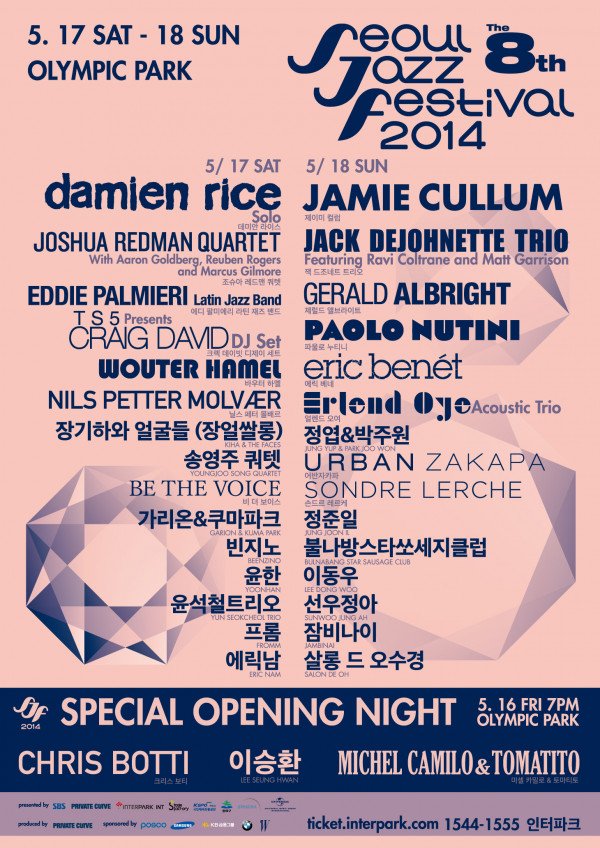 5. 17 SAT - 18 SUN
OLYMPIC PARK
Seoul
Jazz
Festival
2014
The
8th
5/ 17 SAT
damien rice
Solo
데미안 라이스
JOSHUA REDMAN QUARTET
With Aaron Goldberg, Reuben Rogers
and Marcus Gilmore
조슈아 레드맨 쿼텟
EDDIE PALMIERI Latin Jazz Band
에디 팔미에리 라틴 재즈 밴드
TS5 Presents
CRAIG DAVID DJ Set
크렉 데이빗 디제이 세트
WOUTER HAMEL
바우터 하멜
NILS PETTER MOLVÆR
닐스 페터 몰베르
장기하와 얼굴들 (장얼쌀롱)
KIHA & THE FACES
송영주 쿼텟
YOUNGJOO SONG QUARTET
BE THE VOICE
비 더 보이스
가리온&쿠마파크
GARION & KUMA PARK
빈지노
BEENZINO
윤한
YOONHAN
윤석철트리오
YUN SEOKCHEOL TRIO
프롬
FROMM
에릭남
ERIC NAM
5/ 18 SUN
JAMIE CULLUM
제이미 컬럼
JACK DEJOHNETTE TRIO
Featuring Ravi Coltrane and Matt Garrison
잭 드조네트 트리오
GERALD ALBRIGHT
제럴드 앨브라이트
PAOLO NUTINI
파올로 누티니
eric benét
에릭 베네
Erlend Oye Acoustic Trio
얼렌드 오여
정엽&박주원
JUNG YUP & PARK JOO WON
URBAN ZAKAPA
어반자카파
SONDRE LERCHE
손드르 레르케
정준일
JUNG JOON IL
불나방스타쏘세지클럽
BULNABANG STAR SAUSAGE CLUB
이동우
LEE DONG WOO
선우정아
SUNWOO JUNG AH
잠비나이
JAMBINAI
살롱 드 오수경
SALON DE OH
2014
SPECIAL OPENING NIGHT
5. 16 FRI 7PM
OLYMPIC PARK
CHRIS BOTTI
크리스 보티
이승환
LEE SEUNG HWAN
MICHEL CAMILO & TOMATITO
미셸 카밀로 & 토마티토
presented by SBS PRIVATE CURVE INTERPARK INT
produced by PRIVATE CURVE sponsored by posco SAMSUNG KB금융그룹 BMW W
ticket.interpark.com 1544-1555 인터파크